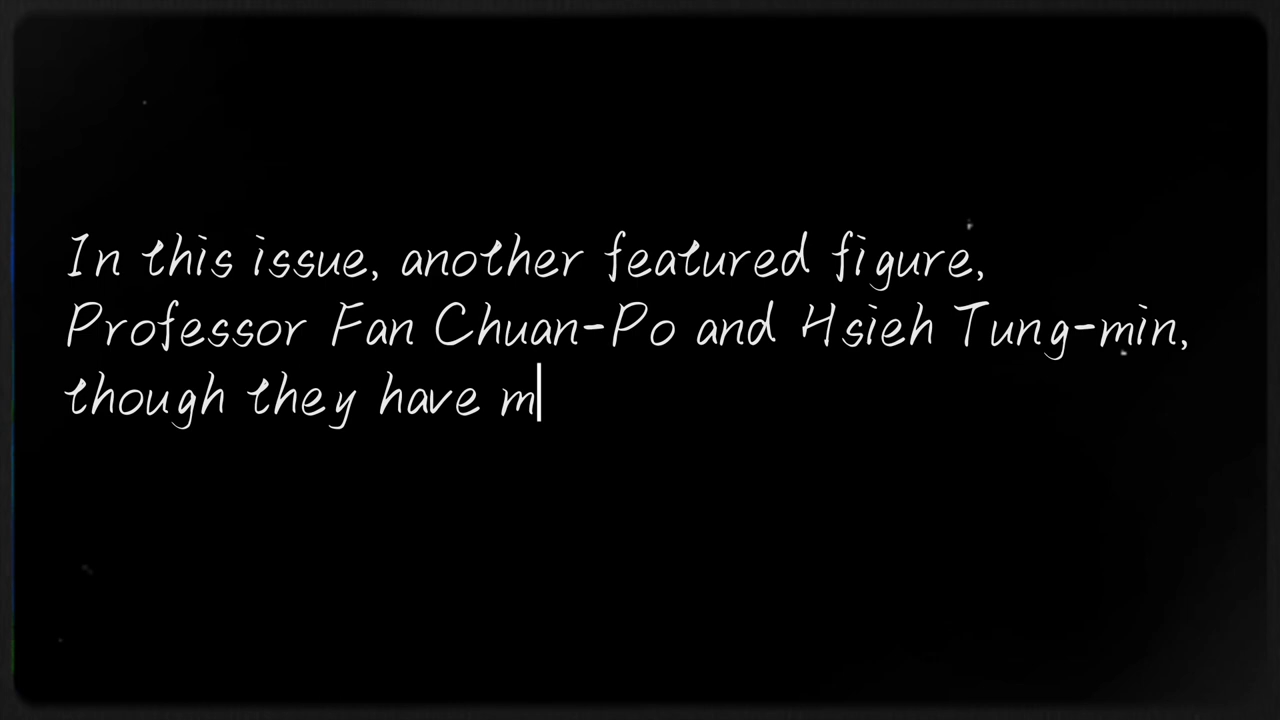 In this issue, another featured figure,
Professor Fan Chuan-Po and Hsieh Tung-min,
though they have m